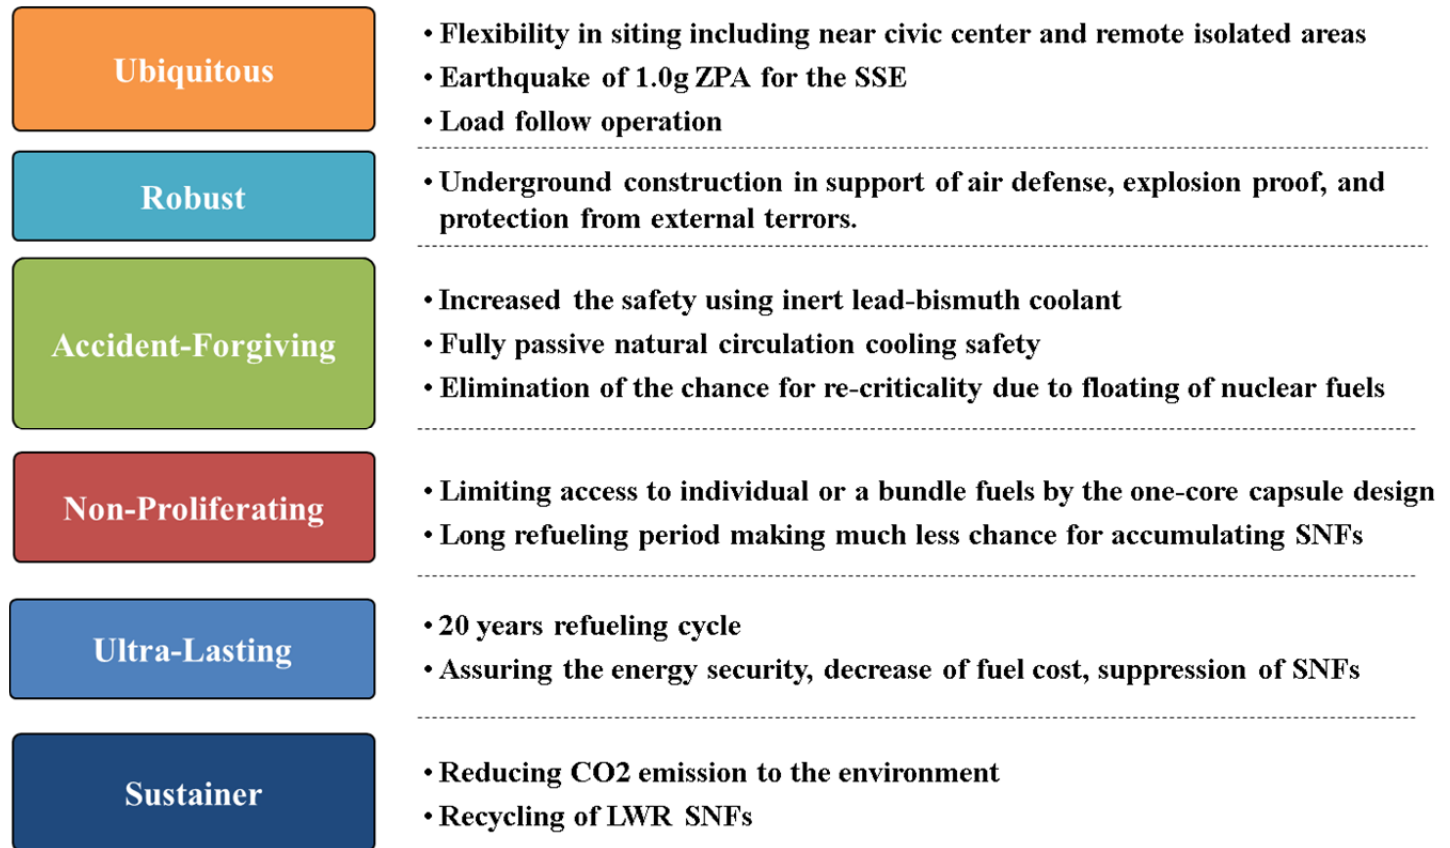 Ubiquitous
• Flexibility in siting including near civic center and remote isolated areas
• Earthquake of 1.0g ZPA for the SSE
• Load follow operation
Robust
• Underground construction in support of air defense, explosion proof, and
protection from external terrors.
Accident-Forgiving
• Increased the safety using inert lead-bismuth coolant
• Fully passive natural circulation cooling safety
• Elimination of the chance for re-criticality due to floating of nuclear fuels
Non-Proliferating
• Limiting access to individual or a bundle fuels by the one-core capsule design
• Long refueling period making much less chance for accumulating SNFs
Ultra-Lasting
• 20 years refueling cycle
• Assuring the energy security, decrease of fuel cost, suppression of SNFs
Sustainer
• Reducing CO2 emission to the environment
• Recycling of LWR SNFs